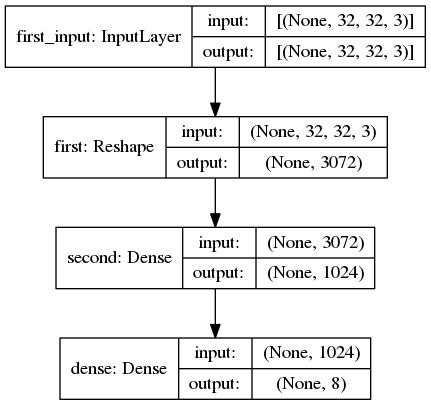 first_input: InputLayer
input: [(None, 32, 32, 3)]
output: [(None, 32, 32, 3)]
first: Reshape
input: (None, 32, 32, 3)
output: (None, 3072)
second: Dense
input: (None, 3072)
output: (None, 1024)
dense: Dense
input: (None, 1024)
output: (None, 8)